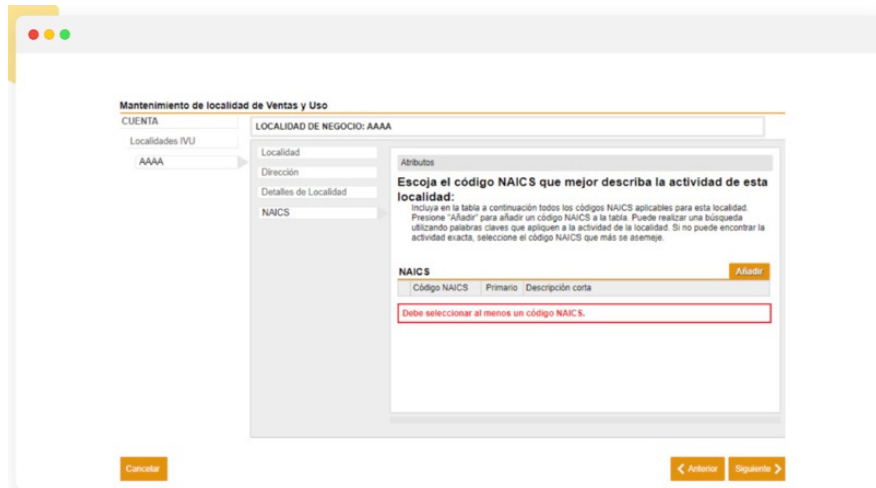 Mantenimiento de localidad de Ventas y Uso
CUENTA
Localidades IVU
AAAA
LOCALIDAD DE NEGOCIO: AAAA
Localidad
Dirección
Detalles de Localidad
NAICS
Atributos
Escoja el código NAICS que mejor describa la actividad de esta
localidad:
Incluya en la tabla a continuación todos los códigos NAICS aplicables para esta localidad.
Presione "Añadir" para añadir un código NAICS a la tabla. Puede realizar una búsqueda
utilizando palabras claves que apliquen a la actividad de la localidad. Si no puede encontrar la
actividad exacta, seleccione el código NAICS que más se asemeje.
NAICS
Añadir
Código NAICS Primario Descripción corta
Debe seleccionar al menos un código NAICS.
Cancelar
Anterior
Siguiente